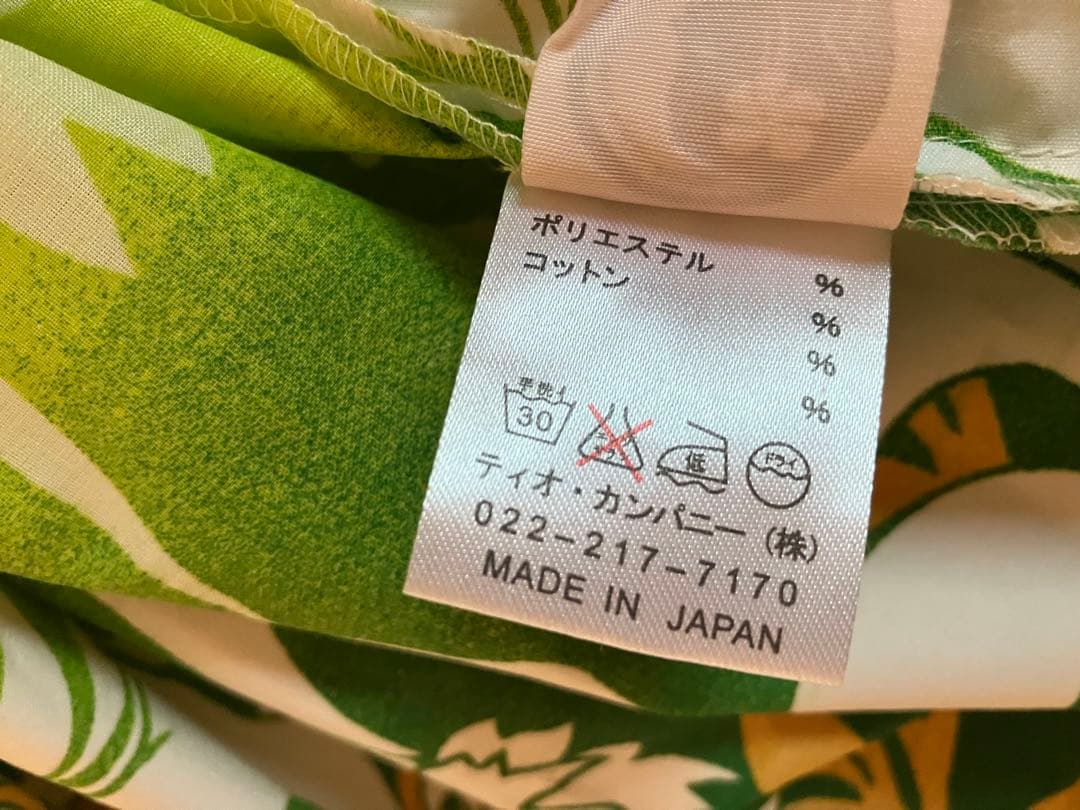 ポリエステル %
コットン %
%
%
手洗イ
30
低
ドライ
ティオ・カンパニー(株)
022-217-7170
MADE IN JAPAN